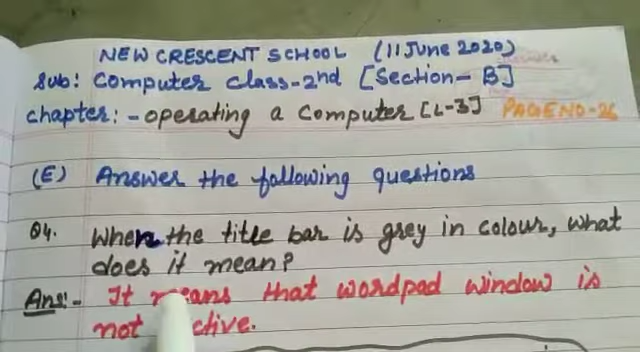 NEW CRESCENT SCHOOL (11 June 2020)
Sub: Computer Class-2nd [Section-B]
Chapter:-operating a Computer [L-3] PAGE NO-26
(E) Answer the following questions
Q4. When the title bar is grey in colour, what
does it mean?
Ans:- It means that wordpad window is
not active.